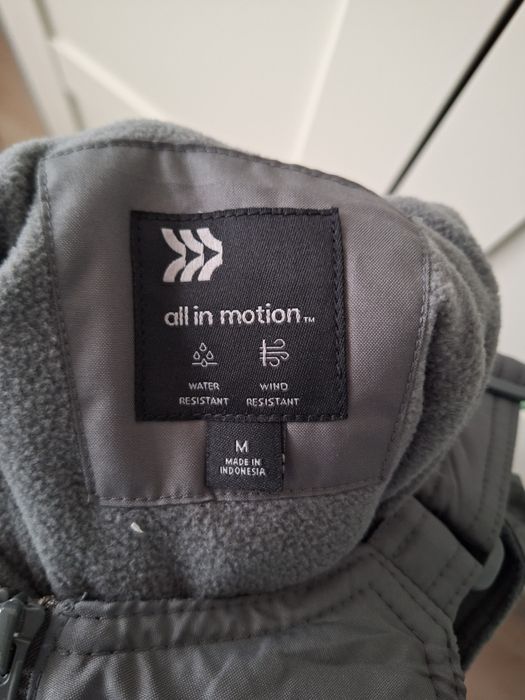 all in motion™
WATER RESISTANT
WIND RESISTANT
M
MADE IN
INDONESIA